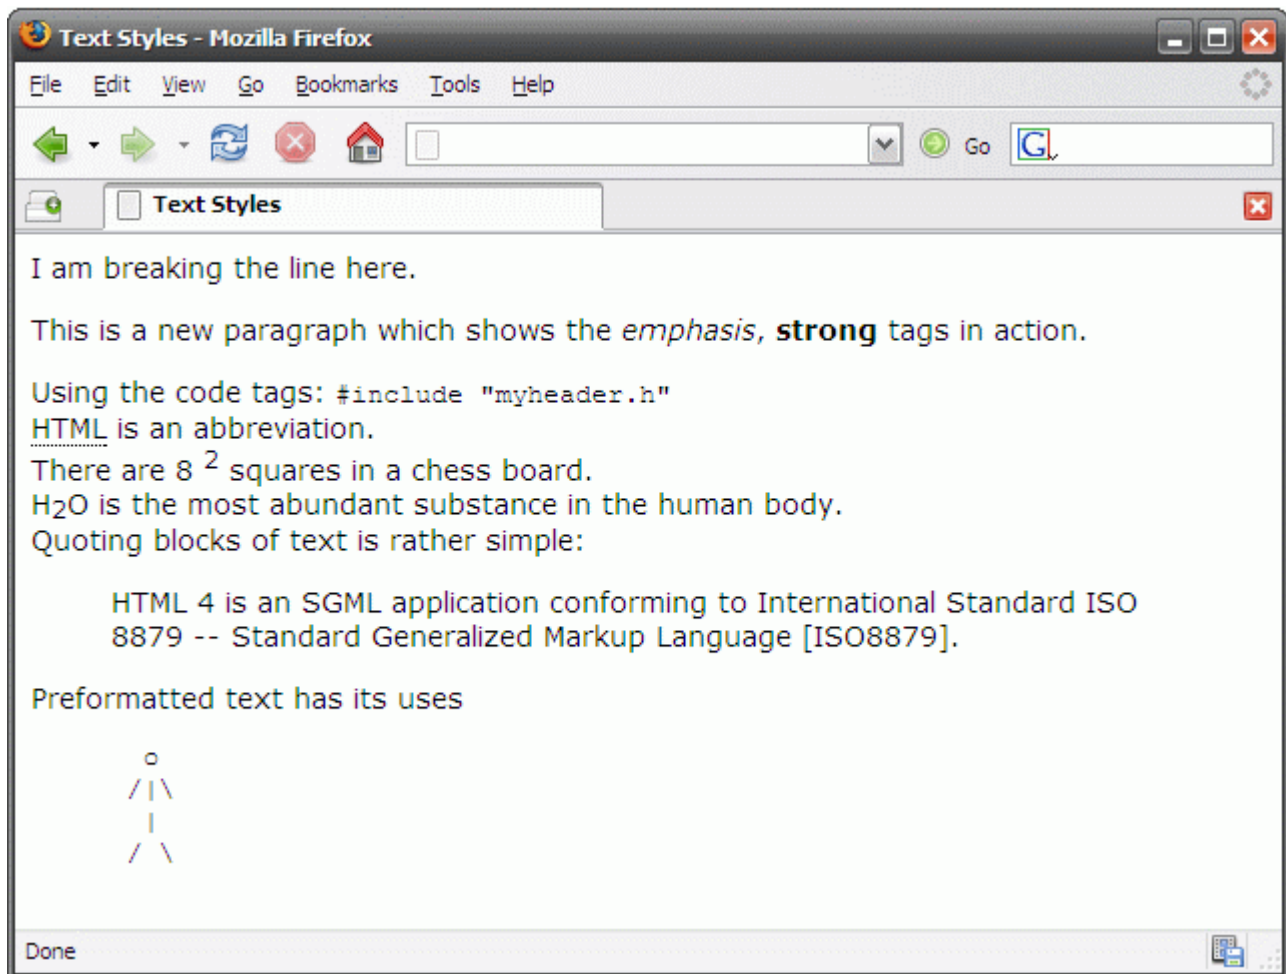 Text Styles - Mozilla Firefox
File Edit View Go Bookmarks Tools Help
Go G
Text Styles
I am breaking the line here.
This is a new paragraph which shows the emphasis, strong tags in action.
Using the code tags: #include "myheader.h"
HTML is an abbreviation.
There are 8 ² squares in a chess board.
H₂O is the most abundant substance in the human body.
Quoting blocks of text is rather simple:
HTML 4 is an SGML application conforming to International Standard ISO
8879 -- Standard Generalized Markup Language [ISO8879].
Preformatted text has its uses
o
/|\
|
/ \
Done